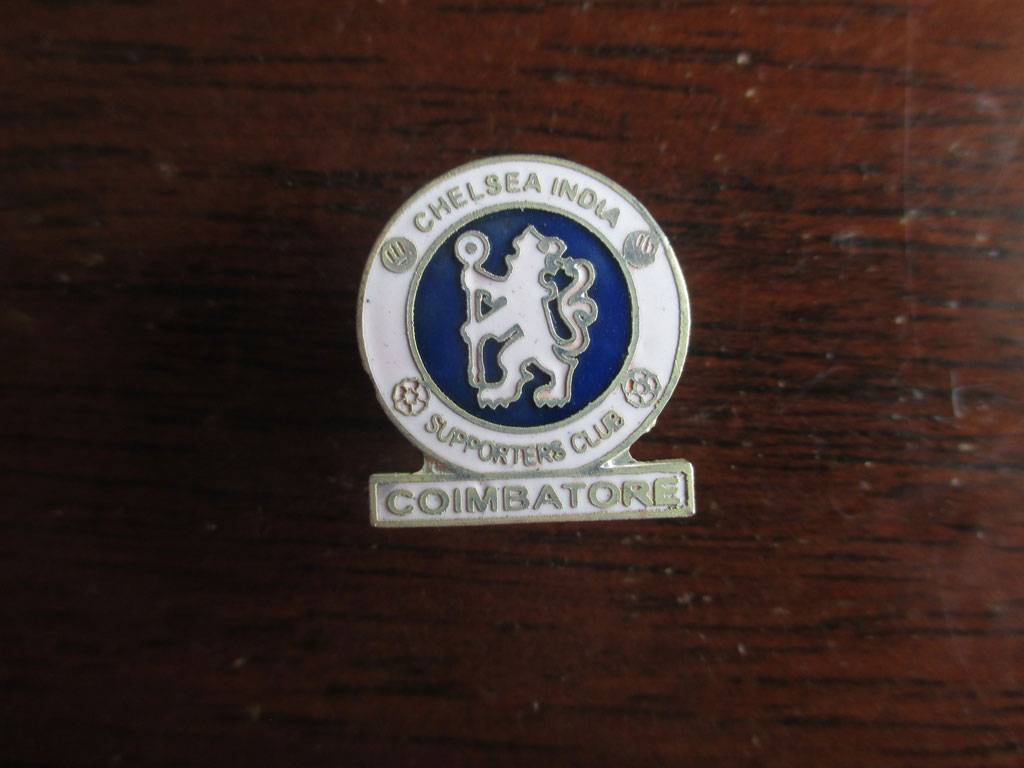 CHELSEA INDIA
SUPPORTERS CLUB
COIMBATORE